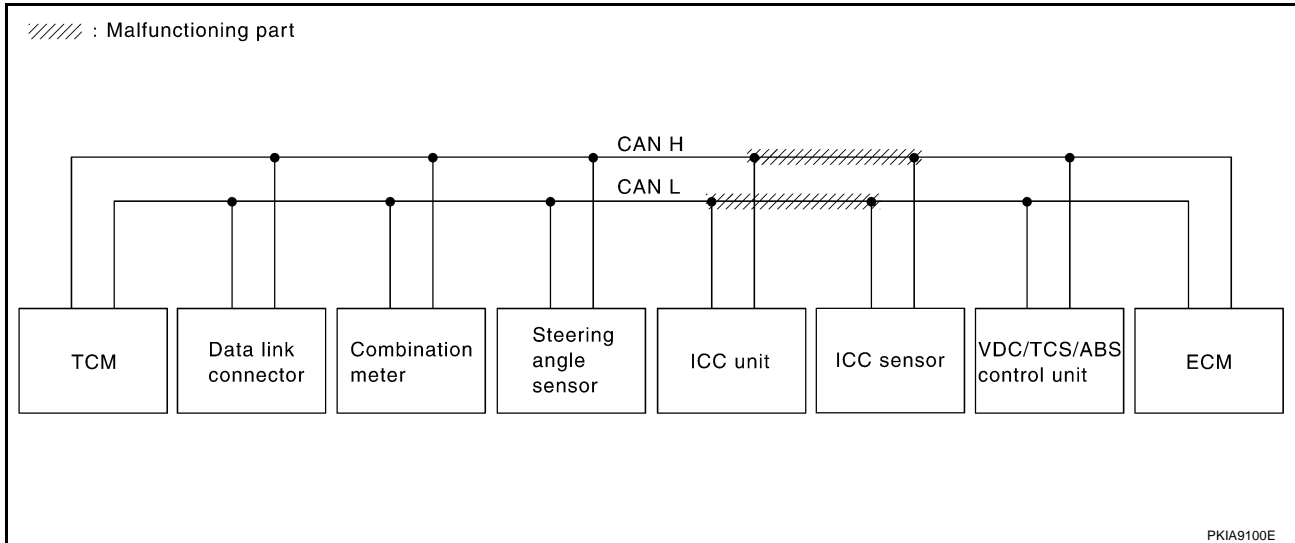 : Malfunctioning part
CAN H
CAN L
TCM
Data link
connector
Combination
meter
Steering
angle
sensor
ICC unit
ICC sensor
VDC/TCS/ABS
control unit
ECM
PKIA9100E